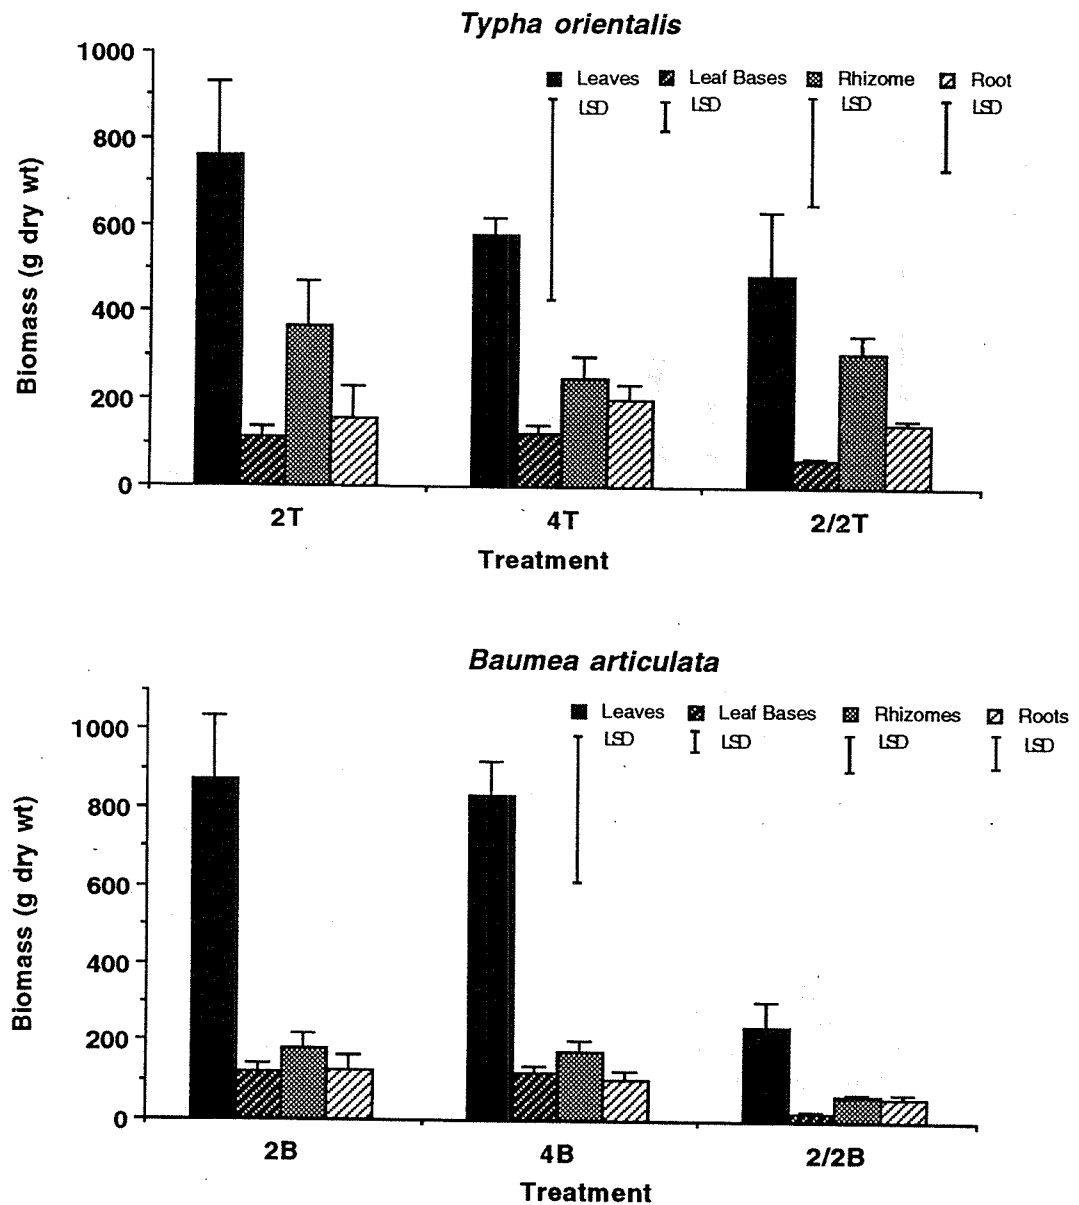 Typha orientalis
Leaves Leaf Bases Rhizome Root
LSD LSD LSD LSD
1000
800
600
400
200
0
Biomass (g dry wt)
2T 4T 2/2T
Treatment
Baumea articulata
Leaves Leaf Bases Rhizomes Roots
LSD LSD LSD LSD
1000
800
600
400
200
0
Biomass (g dry wt)
2B 4B 2/2B
Treatment